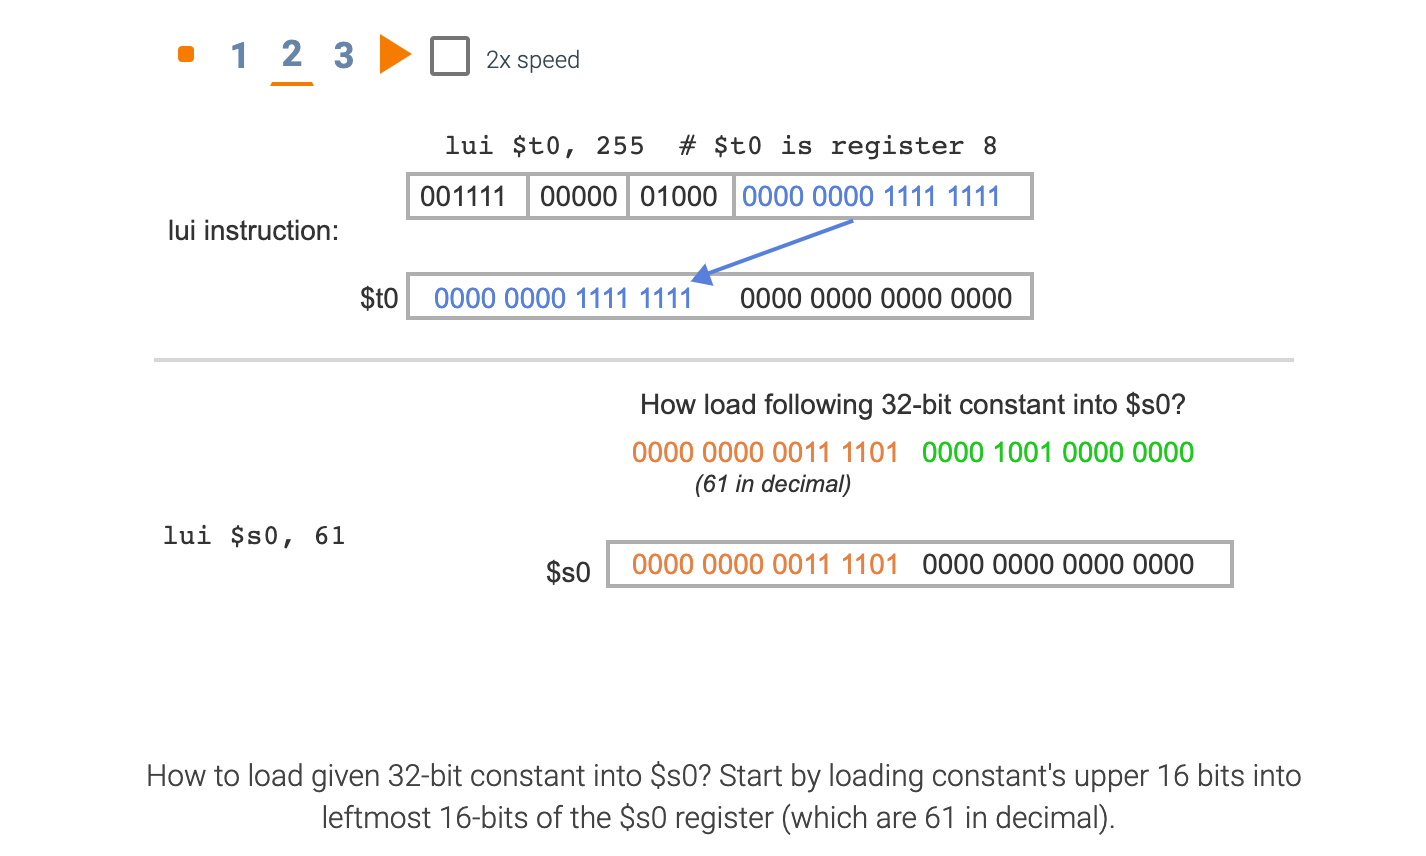 1 2 3 2x speed
lui $t0, 255 # $t0 is register 8
001111 00000 01000 0000 0000 1111 1111
lui instruction:
$t0 0000 0000 1111 1111 0000 0000 0000 0000
How load following 32-bit constant into $s0?
0000 0000 0011 1101 0000 1001 0000 0000
(61 in decimal)
lui $s0, 61
$s0 0000 0000 0011 1101 0000 0000 0000 0000
How to load given 32-bit constant into $s0? Start by loading constant's upper 16 bits into
leftmost 16-bits of the $s0 register (which are 61 in decimal).